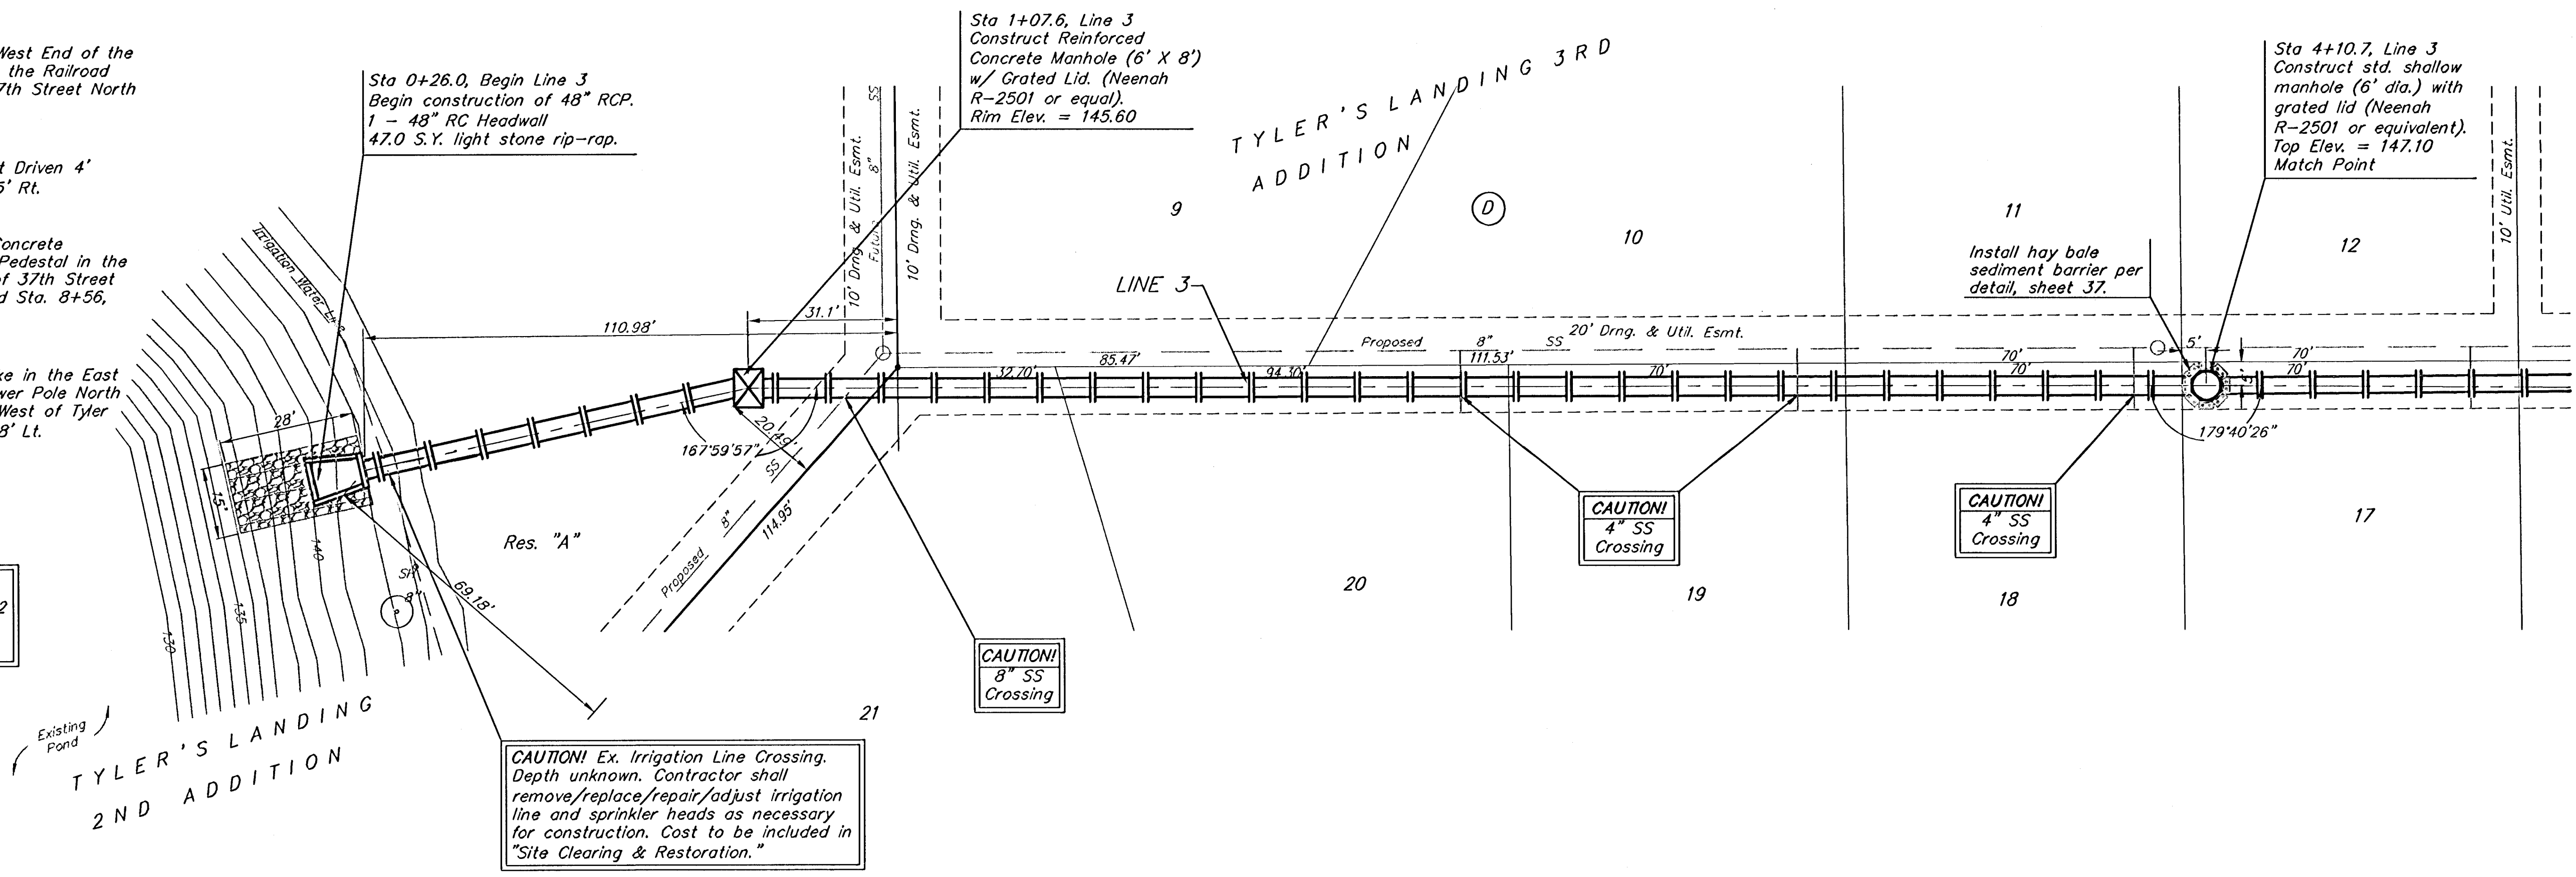 West End of the
the Railroad
7th Street North
t Driven 4'
5' Rt.
Concrete
Pedestal in the
of 37th Street
d Sta. 8+56,
ke in the East
wer Pole North
West of Tyler
8' Lt.
2
Sta 0+26.0, Begin Line 3
Begin construction of 48" RCP.
1 - 48" RC Headwall
47.0 S.Y. light stone rip-rap.
Sta 1+07.6, Line 3
Construct Reinforced
Concrete Manhole (6' X 8')
w/ Grated Lid. (Neenah
R-2501 or equal).
Rim Elev. = 145.60
TYLER'S LANDING 3RD
ADDITION
Sta 4+10.7, Line 3
Construct std. shallow
manhole (6' dia.) with
grated lid (Neenah
R-2501 or equivalent).
Top Elev. = 147.10
Match Point
10' Drng & Util. Esmt.
Future 8" SS
10' Drng. & Util. Esmt.
10' Util. Esmt.
9
D
10
11
12
Install hay bale
sediment barrier per
detail, sheet 37.
Irrigation Water Line
LINE 3
31.1'
110.98'
20' Drng. & Util. Esmt.
Proposed 8" SS
85.47'
111.53'
70'
5'
70'
32.70'
94.30'
70'
70'
70'
5'
28'
15'
167°59'57"
20.49'
179°40'26"
Proposed 8" SS
114.95'
Res. "A"
69.18'
8"
140
135
130
CAUTION!
4" SS
Crossing
CAUTION!
4" SS
Crossing
17
20
19
18
CAUTION!
8" SS
Crossing
21
Existing
Pond
TYLER'S LANDING
2ND ADDITION
CAUTION! Ex. Irrigation Line Crossing.
Depth unknown. Contractor shall
remove/replace/repair/adjust irrigation
line and sprinkler heads as necessary
for construction. Cost to be included in
"Site Clearing & Restoration."